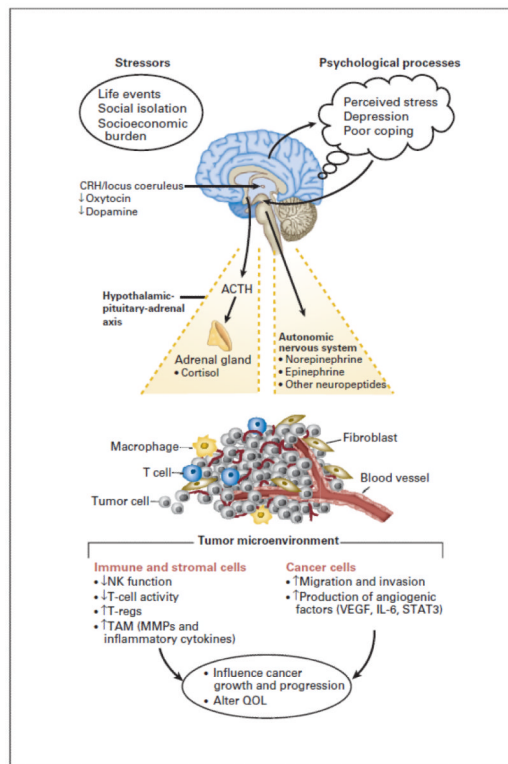 Stressors
Life events
Social isolation
Socioeconomic
burden
Psychological processes
Perceived stress
Depression
Poor coping
CRH/locus coeruleus
↓Oxytocin
↓Dopamine
Hypothalamic-
pituitary-adrenal
axis
ACTH
Adrenal gland
• Cortisol
Autonomic
nervous system
• Norepinephrine
• Epinephrine
• Other neuropeptides
Macrophage
T cell
Tumor cell
Fibroblast
Blood vessel
Tumor microenvironment
Immune and stromal cells
• ↓NK function
• ↓T-cell activity
• ↑T-regs
• ↑TAM (MMPs and
inflammatory cytokines)
Cancer cells
• ↑Migration and invasion
• ↑Production of angiogenic
factors (VEGF, IL-6, STAT3)
• Influence cancer
growth and progression
• Alter QOL